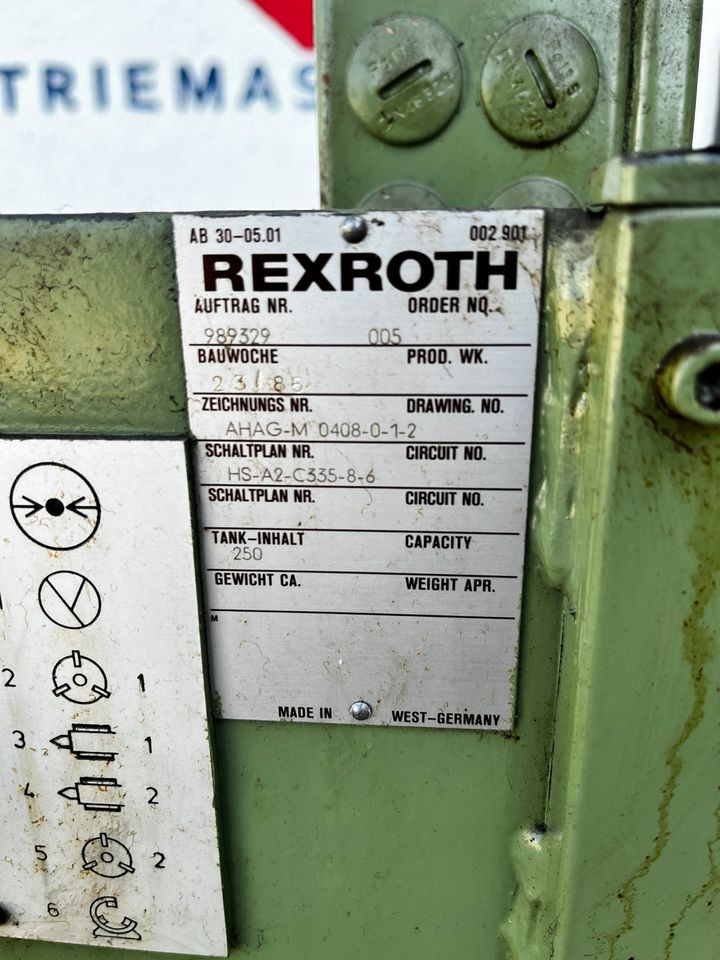 TRIEMAS
AB 30-05.01 002 901
REXROTH
AUFTRAG NR. ORDER NO.
989329 005
BAUWOCHE PROD. WK.
23/85
ZEICHNUNGS NR. DRAWING. NO.
AHAG-M 0408-0-1-2
SCHALTPLAN NR. CIRCUIT NO.
HS-A2-C335-8-6
SCHALTPLAN NR. CIRCUIT NO.
TANK-INHALT CAPACITY
250
GEWICHT CA. WEIGHT APR.
M
MADE IN WEST-GERMANY
2 1
3 1
4 2
5 2
6